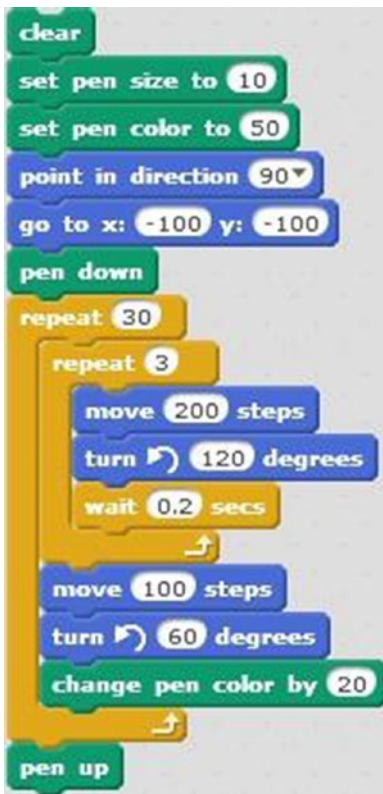 clear
set pen size to 10
set pen color to 50
point in direction 90
go to x: -100 y: -100
pen down
repeat 30
repeat 3
move 200 steps
turn 120 degrees
wait 0.2 secs
move 100 steps
turn 60 degrees
change pen color by 20
pen up